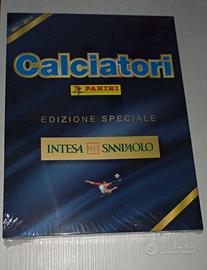 Calciatori
PANINI
EDIZIONE SPECIALE
INTESA SANPAOLO
subito